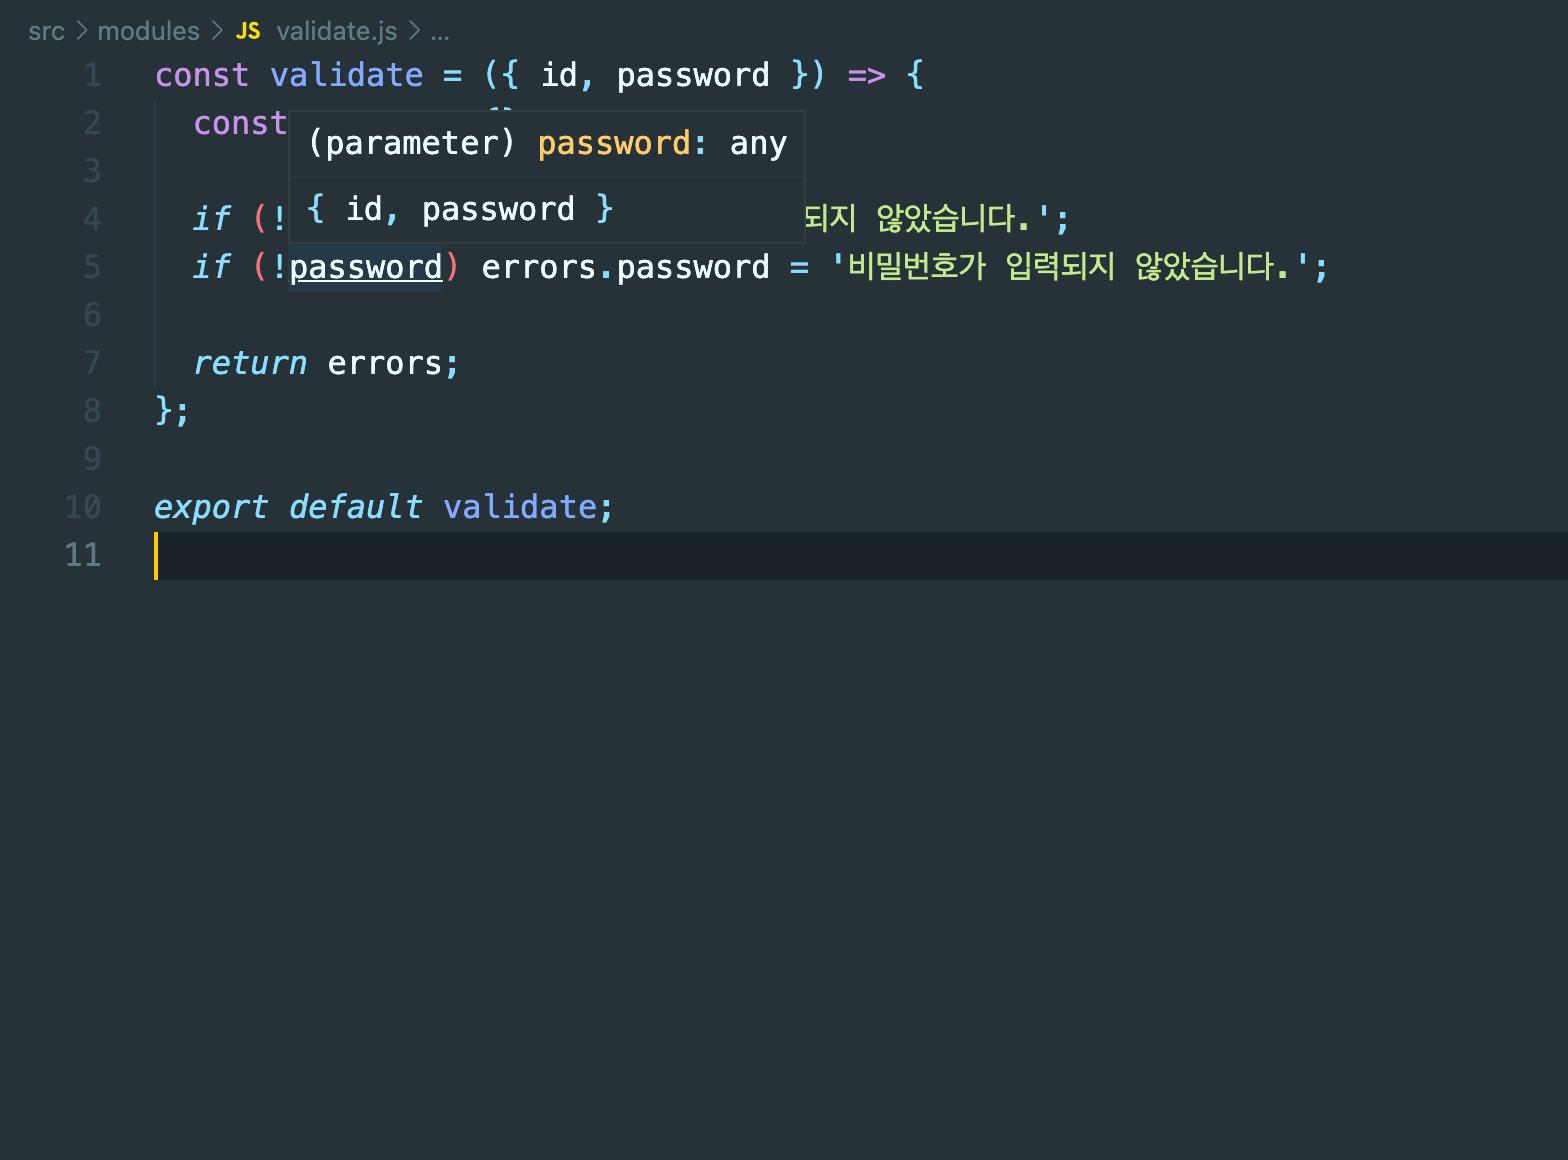 src > modules > JS validate.js > ...
1 const validate = ({ id, password }) => {
2 const
(parameter) password: any
3
{ id, password }
4 if (! 되지 않았습니다.';
5 if (!password) errors.password = '비밀번호가 입력되지 않았습니다.';
6
7 return errors;
8 };
9
10 export default validate;
11